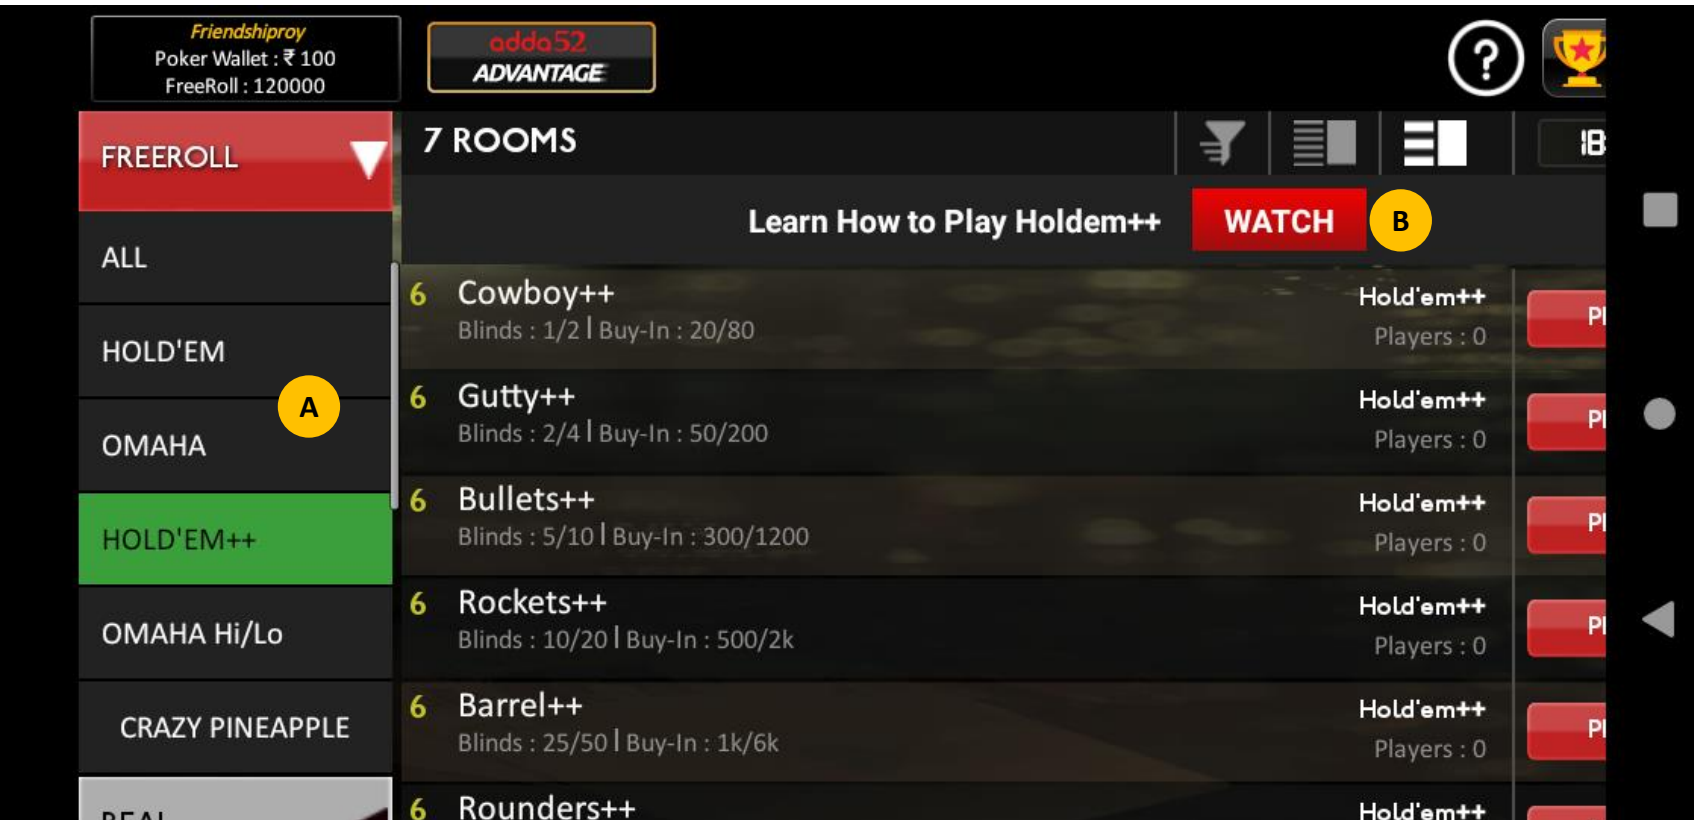 Friendshiproy
Poker Wallet : ₹ 100
FreeRoll : 120000
adda52
ADVANTAGE
?
FREEROLL
7 ROOMS
18:
Learn How to Play Holdem++
WATCH
B
ALL
HOLD'EM
A
OMAHA
HOLD'EM++
OMAHA Hi/Lo
CRAZY PINEAPPLE
6 Cowboy++
Blinds : 1/2 | Buy-In : 20/80
Hold'em++
Players : 0
6 Gutty++
Blinds : 2/4 | Buy-In : 50/200
Hold'em++
Players : 0
6 Bullets++
Blinds : 5/10 | Buy-In : 300/1200
Hold'em++
Players : 0
6 Rockets++
Blinds : 10/20 | Buy-In : 500/2k
Hold'em++
Players : 0
6 Barrel++
Blinds : 25/50 | Buy-In : 1k/6k
Hold'em++
Players : 0
6 Rounders++
Hold'em++